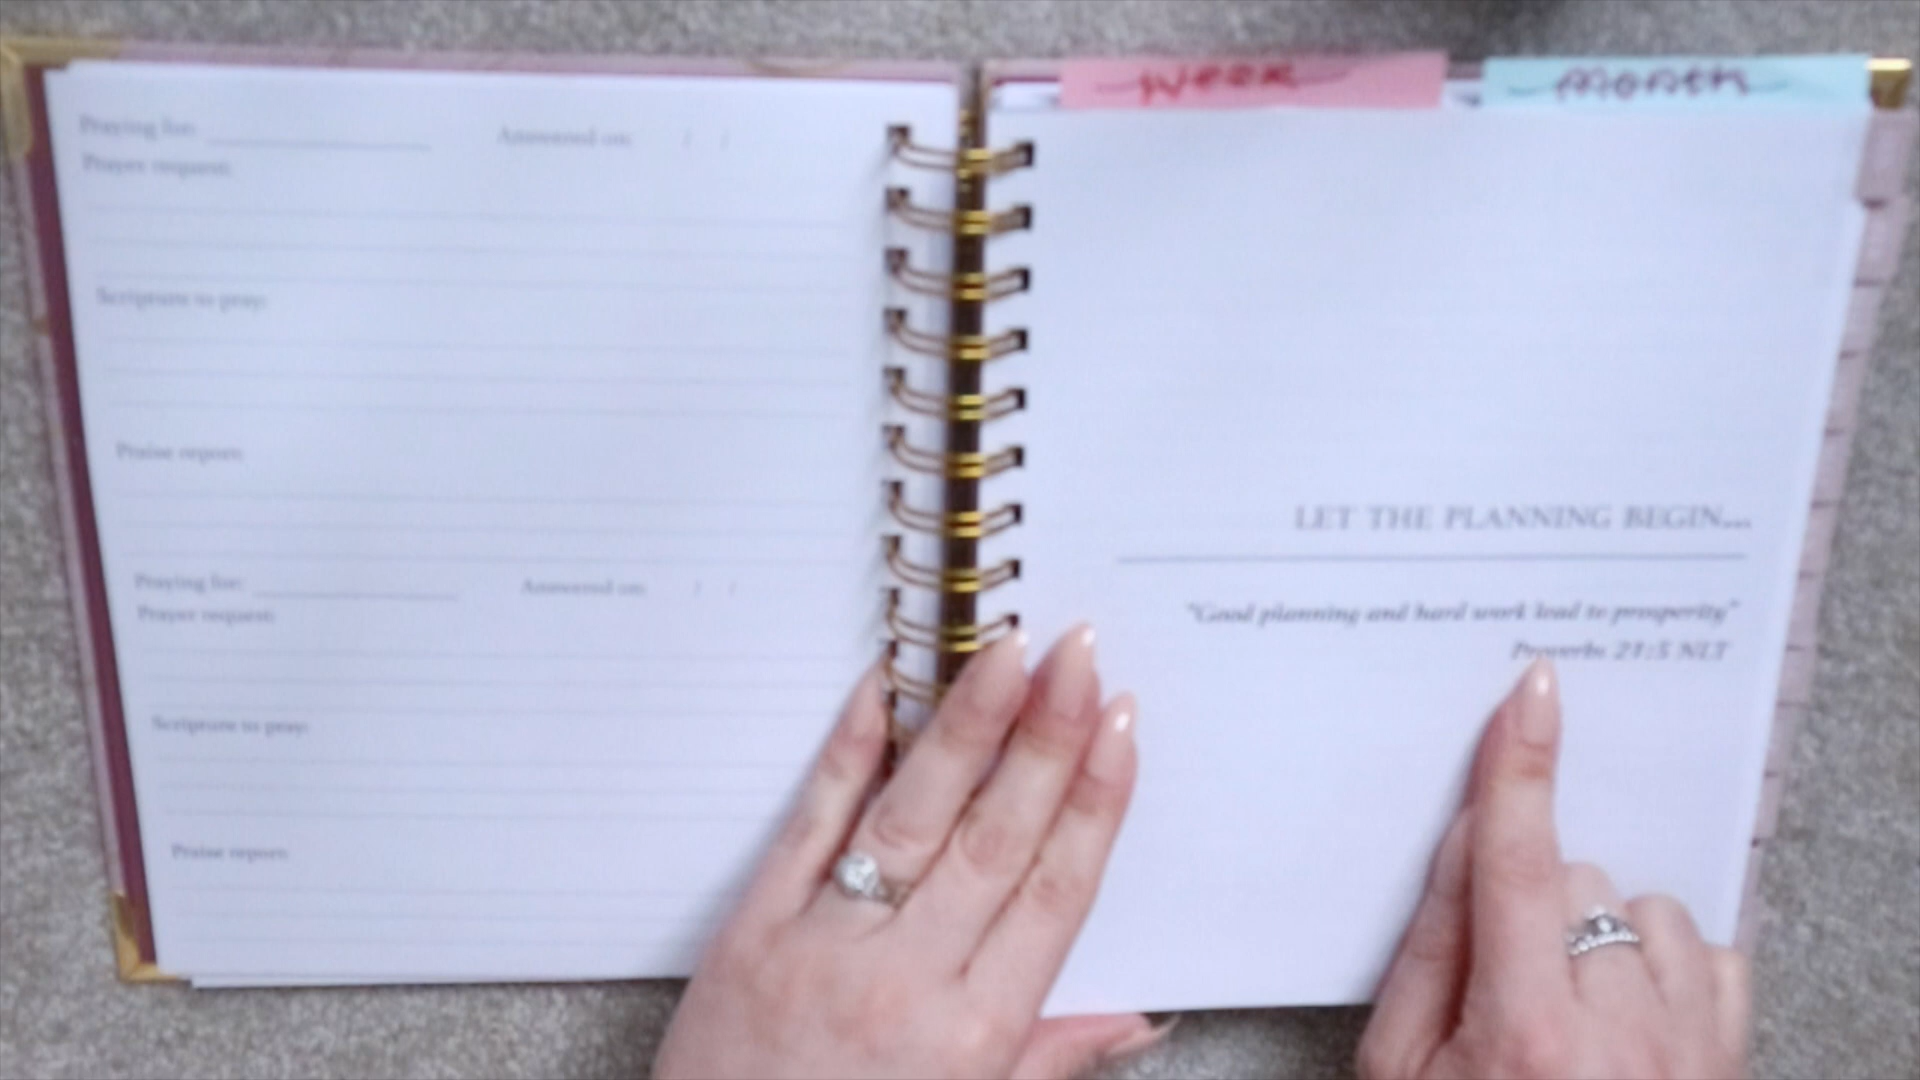 week
month
Praying for: Answered on: / /
Prayer request:
Scripture to pray:
Praise report:
Praying for: Answered on: / /
Prayer request:
Scripture to pray:
Praise report:
LET THE PLANNING BEGIN...
"Good planning and hard work lead to prosperity"
Proverbs 21:5 NLT